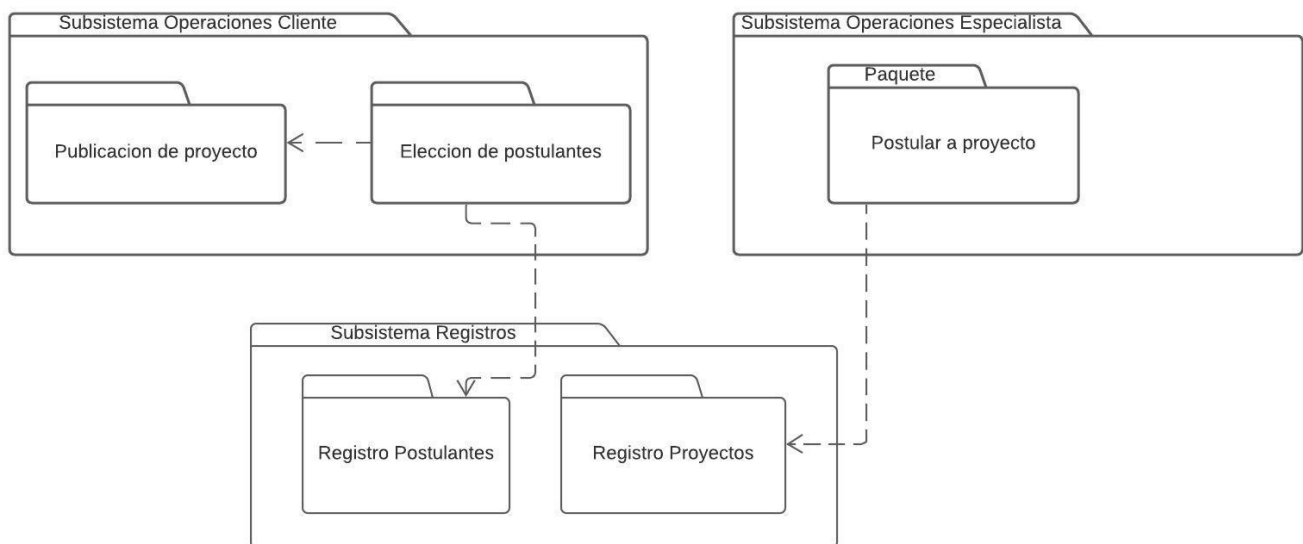 Subsistema Operaciones Cliente
Publicacion de proyecto
Eleccion de postulantes
Subsistema Operaciones Especialista
Paquete
Postular a proyecto
Subsistema Registros
Registro Postulantes
Registro Proyectos